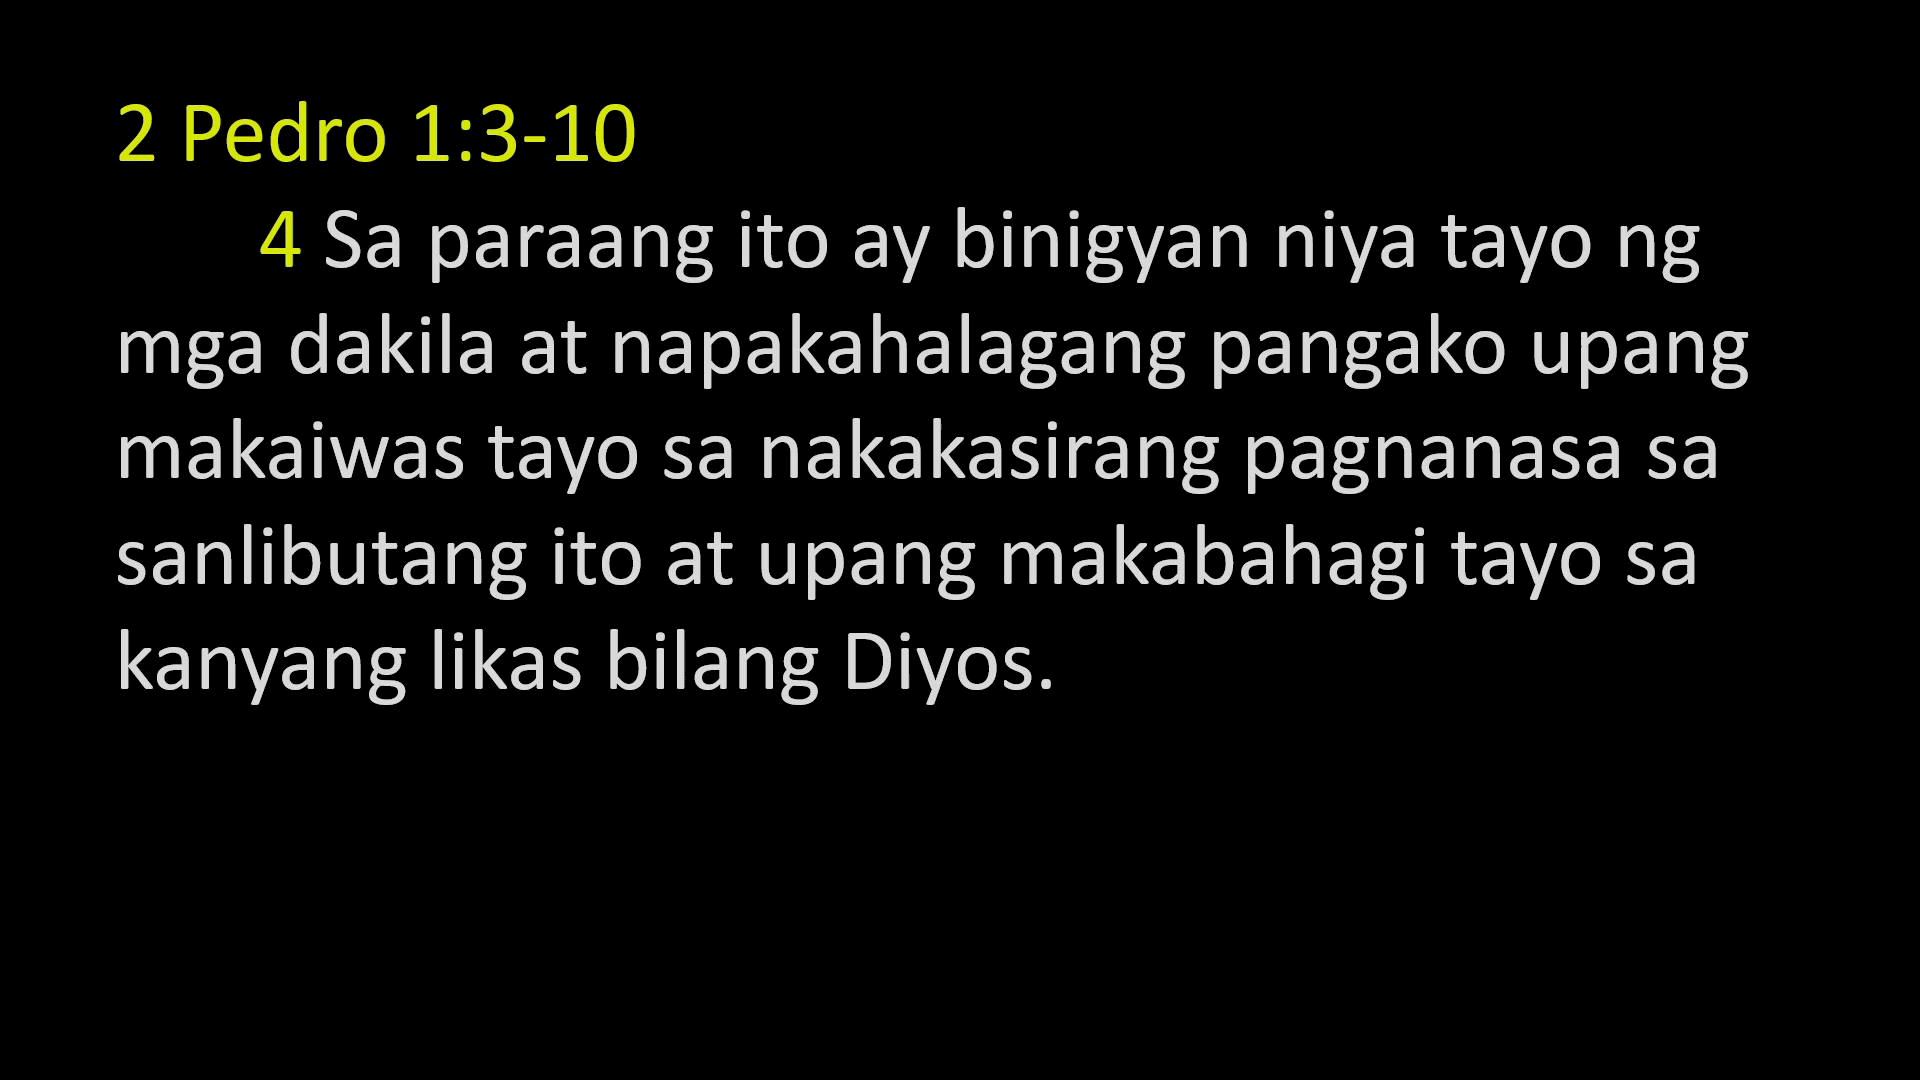 2 Pedro 1:3-10
4 Sa paraang ito ay binigyan niya tayo ng
mga dakila at napakahalagang pangako upang
makaiwas tayo sa nakakasirang pagnanasa sa
sanlibutang ito at upang makabahagi tayo sa
kanyang likas bilang Diyos.